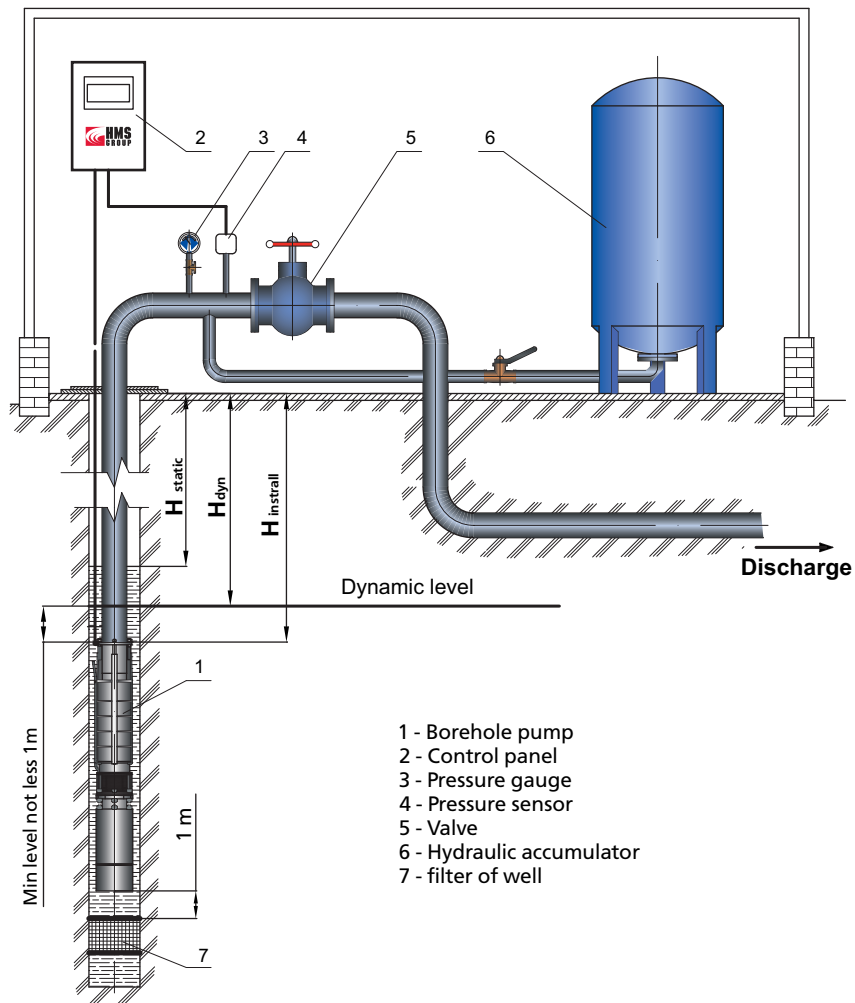 HMS
GROUP
2
3
4
5
6
H static
Hdyn
H instrall
Discharge
Dynamic level
1
Min level not less 1m
1 m
7
1 - Borehole pump
2 - Control panel
3 - Pressure gauge
4 - Pressure sensor
5 - Valve
6 - Hydraulic accumulator
7 - filter of well